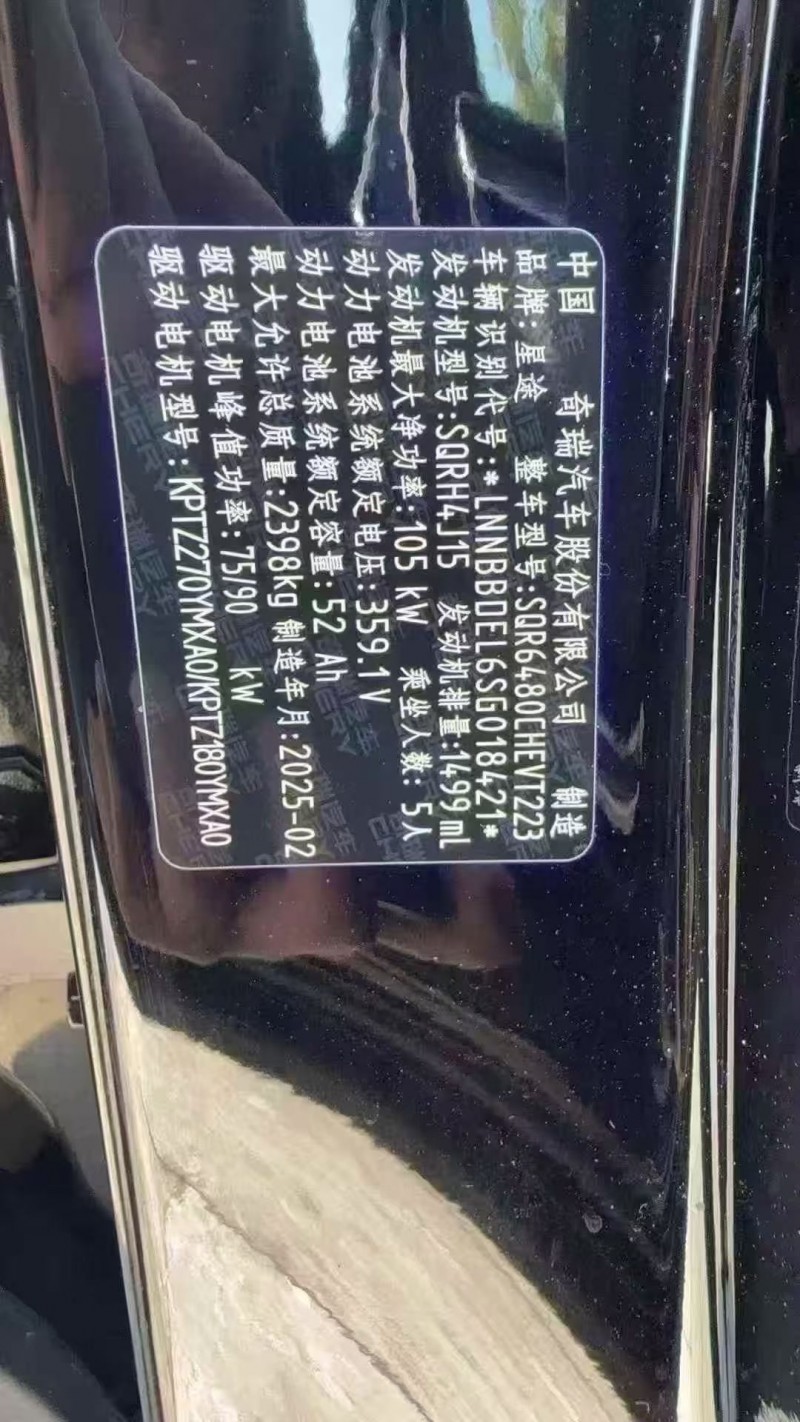 中国 奇瑞汽车股份有限公司 制造
品牌:星途 整车型号:SQR6480CHEVT223
车辆识别代号:*LNNBBDEL6SG018421*
发动机型号:SQRH4J15 发动机排量:1499mL
发动机最大净功率:105 kW 乘坐人数:5人
动力电池系统额定电压:359.1V
动力电池系统额定容量:52 Ah
最大允许总质量:2398kg 制造年月:2025-02
驱动电机峰值功率:75/90 kW
驱动电机型号:KPTZ270YMXA0/KPTZ180YMXA0